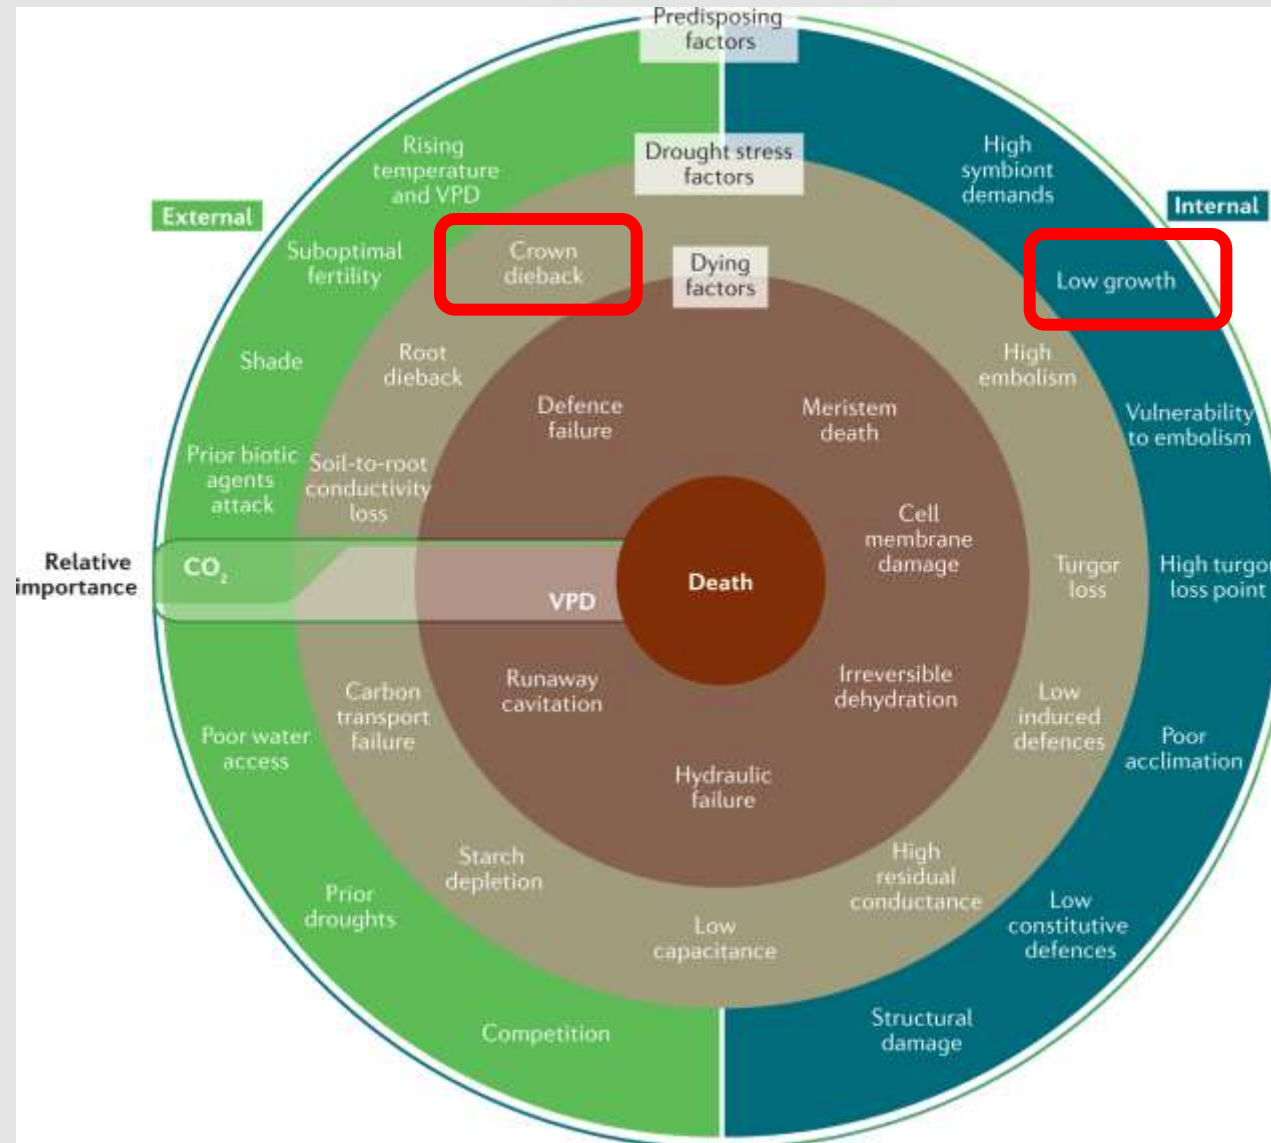 Predisposing
factors
Drought stress
factors
Dying
factors
External
Internal
Rising
temperature
and VPD
Suboptimal
fertility
Shade
Prior biotic
agents
attack
Relative
importance
CO₂
VPD
Poor water
access
Prior
droughts
Competition
High
symbiont
demands
Low growth
Vulnerability
to embolism
High turgor
loss point
Poor
acclimation
Low
constitutive
defences
Structural
damage
Crown
dieback
Root
dieback
Soil-to-root
conductivity
loss
Carbon
transport
failure
Starch
depletion
Low
capacitance
High
residual
conductance
Low
induced
defences
Turgor
loss
High
embolism
Defence
failure
Meristem
death
Cell
membrane
damage
Irreversible
dehydration
Hydraulic
failure
Runaway
cavitation
Death